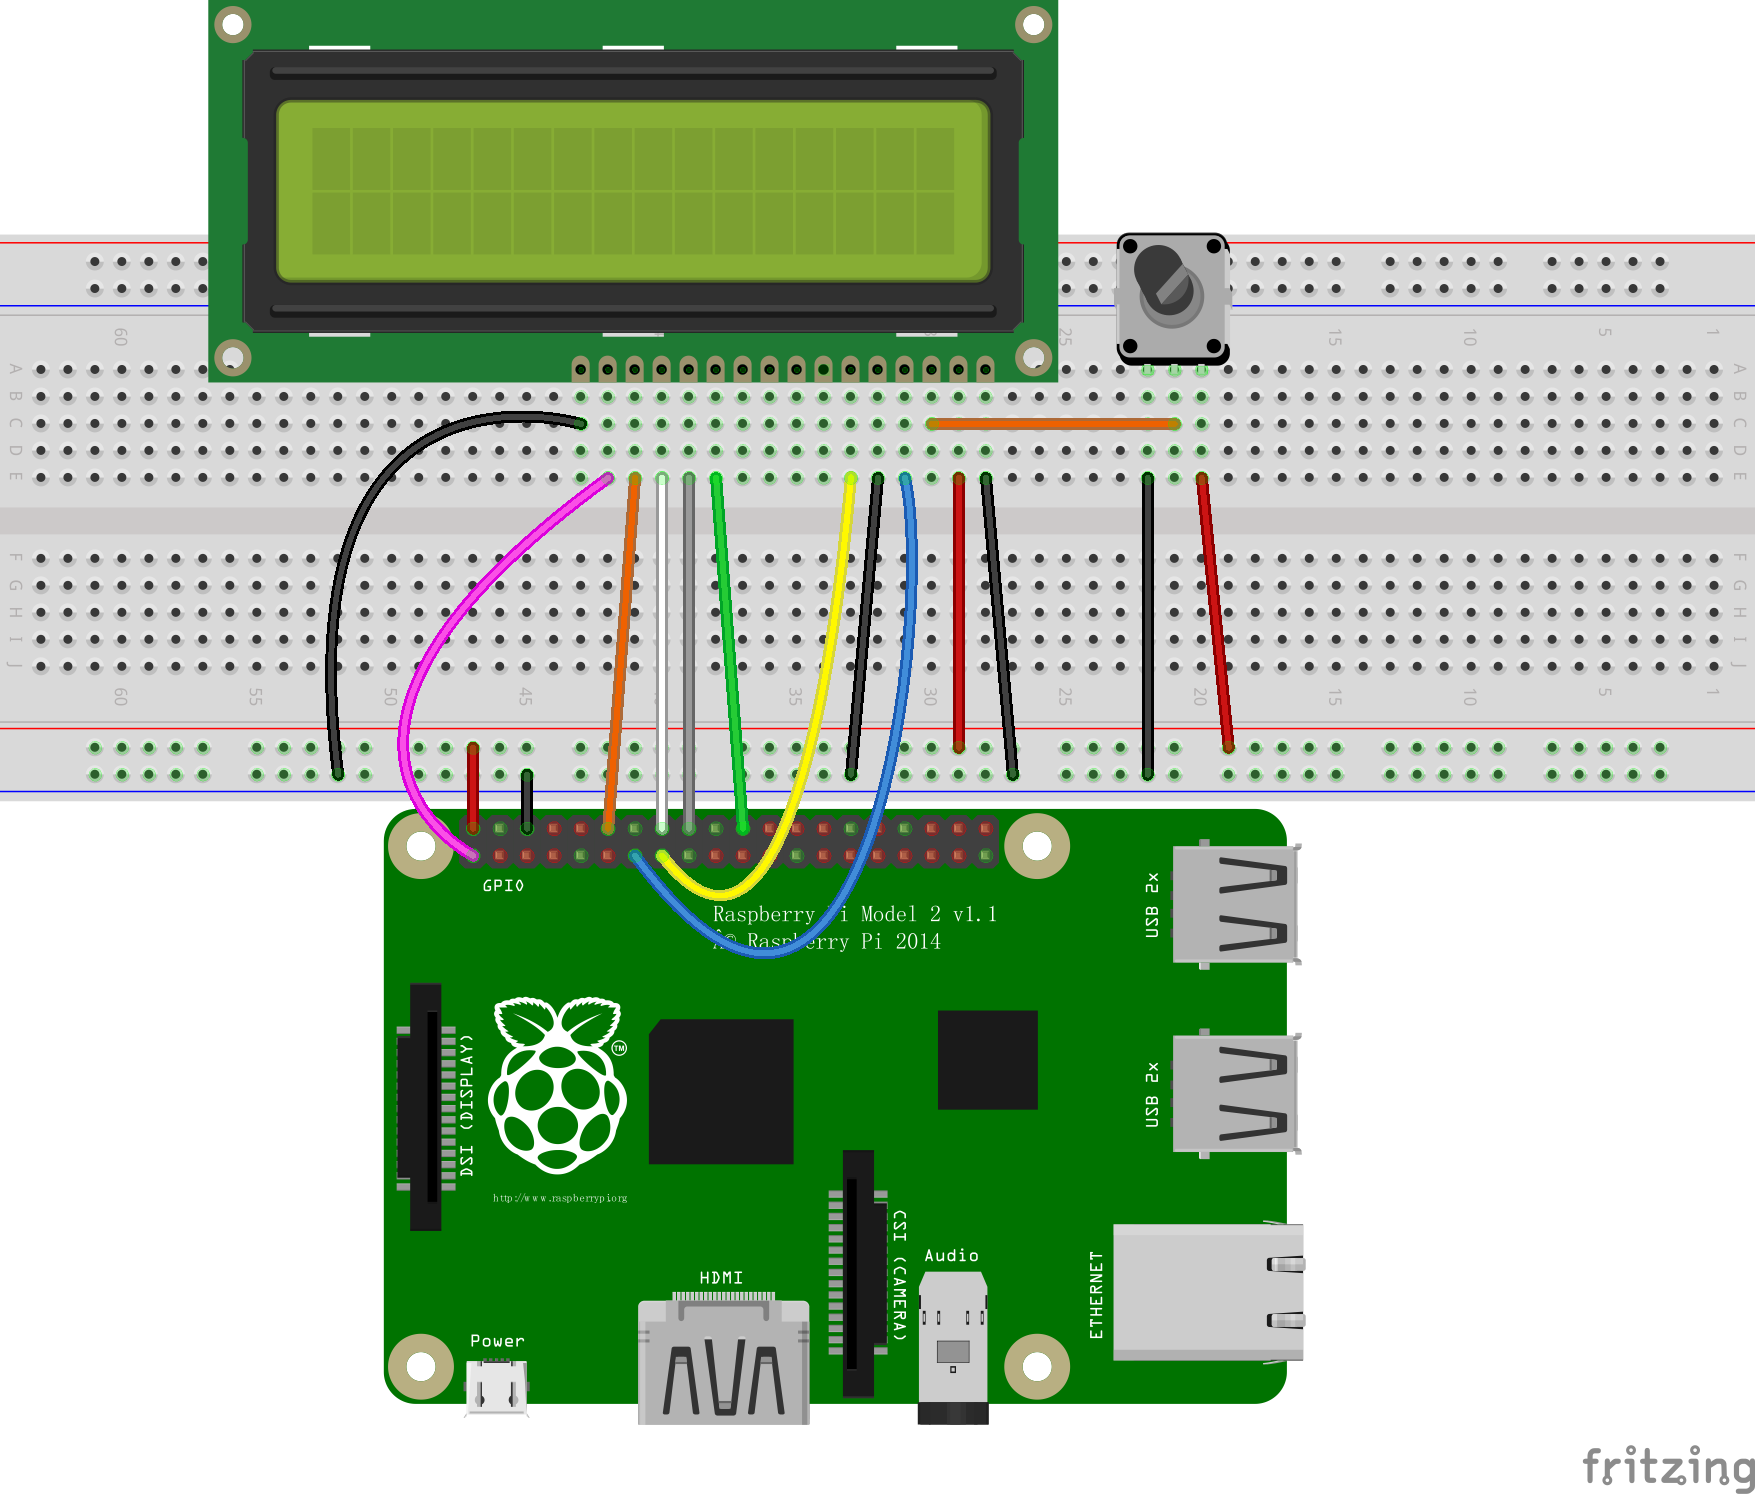 60
25
15
10
5
1
A
A
B
B
C
C
D
D
E
E
F
F
G
G
H
H
I
I
J
J
60
55
50
45
35
30
25
20
15
10
5
1
GPIO
Raspberry Pi Model 2 v1.1
© Raspberry Pi 2014
USB 2x
DSI (DISPLAY)
TM
USB 2x
http://www.raspberrypi.org
CSI (CAMERA)
Audio
ETHERNET
HDMI
Power
fritzing